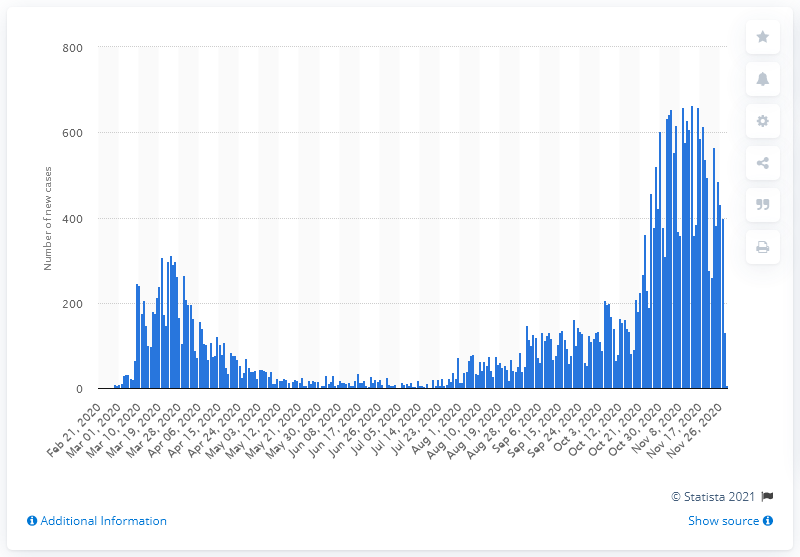 800
600
400
200
0
Number of new cases
Feb 21, 2020
Mar 01, 2020
Mar 10, 2020
Mar 19, 2020
Mar 28, 2020
Apr 06, 2020
Apr 15, 2020
Apr 24, 2020
May 03, 2020
May 12, 2020
May 21, 2020
May 30, 2020
Jun 08, 2020
Jun 17, 2020
Jun 26, 2020
Jul 05, 2020
Jul 14, 2020
Jul 23, 2020
Aug 1, 2020
Aug 10, 2020
Aug 19, 2020
Aug 28, 2020
Sep 6, 2020
Sep 15, 2020
Sep 24, 2020
Oct 3, 2020
Oct 12, 2020
Oct 21, 2020
Oct 30, 2020
Nov 8, 2020
Nov 17, 2020
Nov 26, 2020
© Statista 2021
Additional Information
Show source